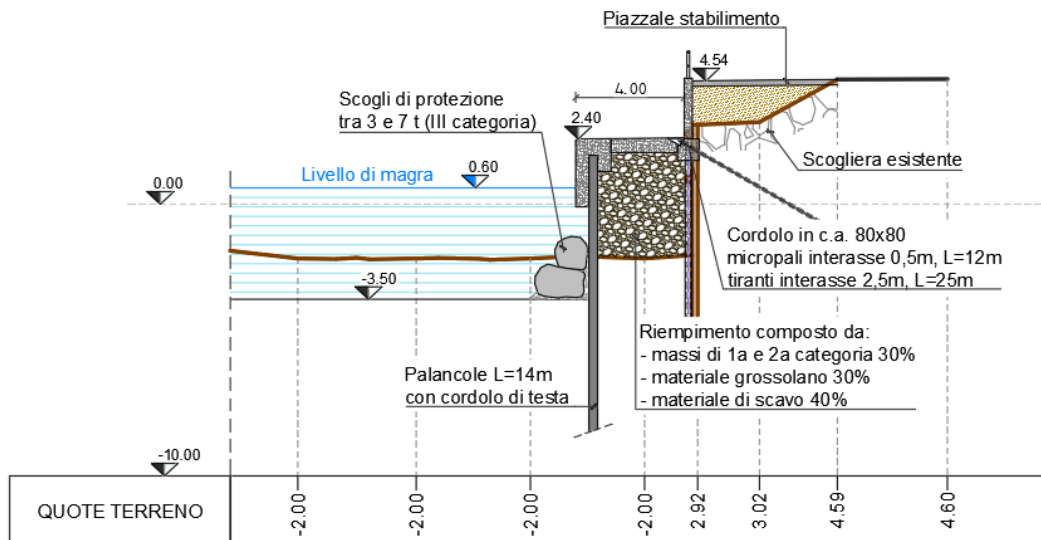 Piazzale stabilimento
4.54
4.00
Scogli di protezione
tra 3 e 7 t (III categoria)
2.40
Scogliera esistente
Livello di magra
0.60
0.00
Cordolo in c.a. 80x80
micropali interasse 0,5m, L=12m
tiranti interasse 2,5m, L=25m
-3.50
Riempimento composto da:
- massi di 1a e 2a categoria 30%
- materiale grossolano 30%
- materiale di scavo 40%
Palancole L=14m
con cordolo di testa
-10.00
QUOTE TERRENO
-2.00
-2.00
-2.00
-2.00
2.92
3.02
4.59
4.60